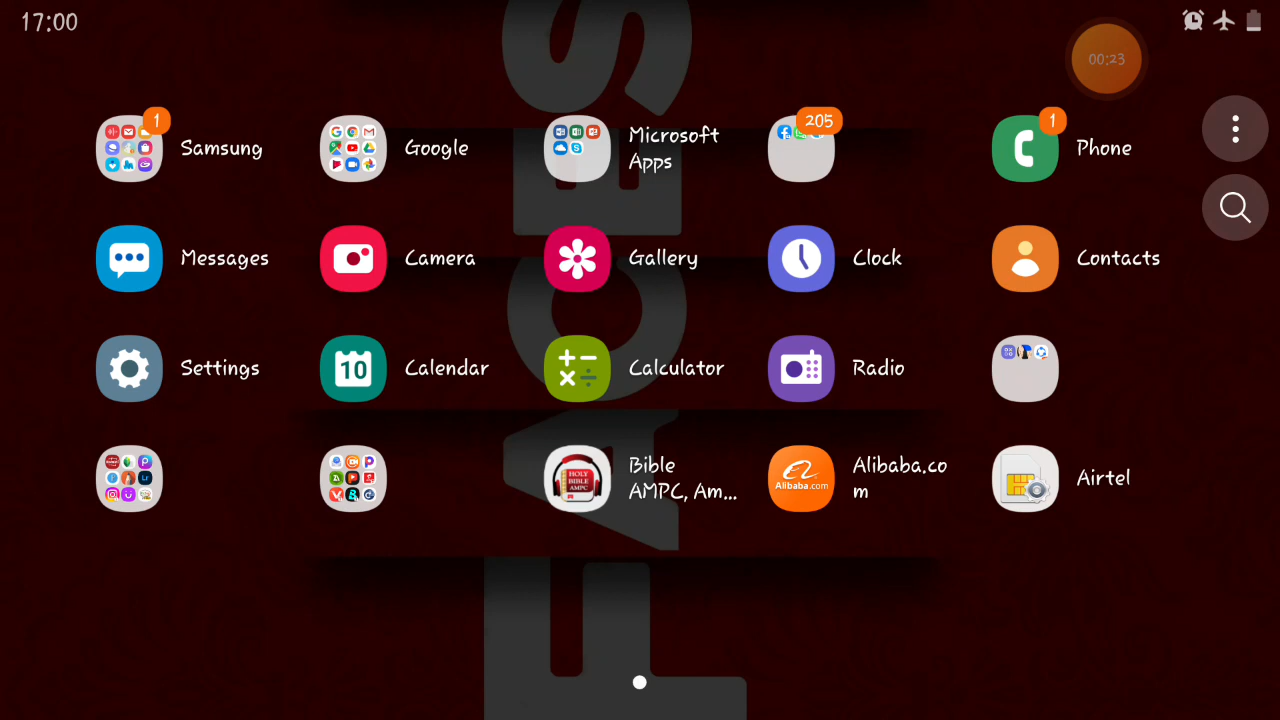 17:00
00:23
1
205
1
Samsung
Google
Microsoft
Apps
Phone
Messages
Camera
Gallery
Clock
Contacts
10
Settings
Calendar
Calculator
Radio
HOLY
BIBLE
AMPC
Bible
AMPC, Am...
Alibaba.com
Alibaba.co
m
Airtel
FACES